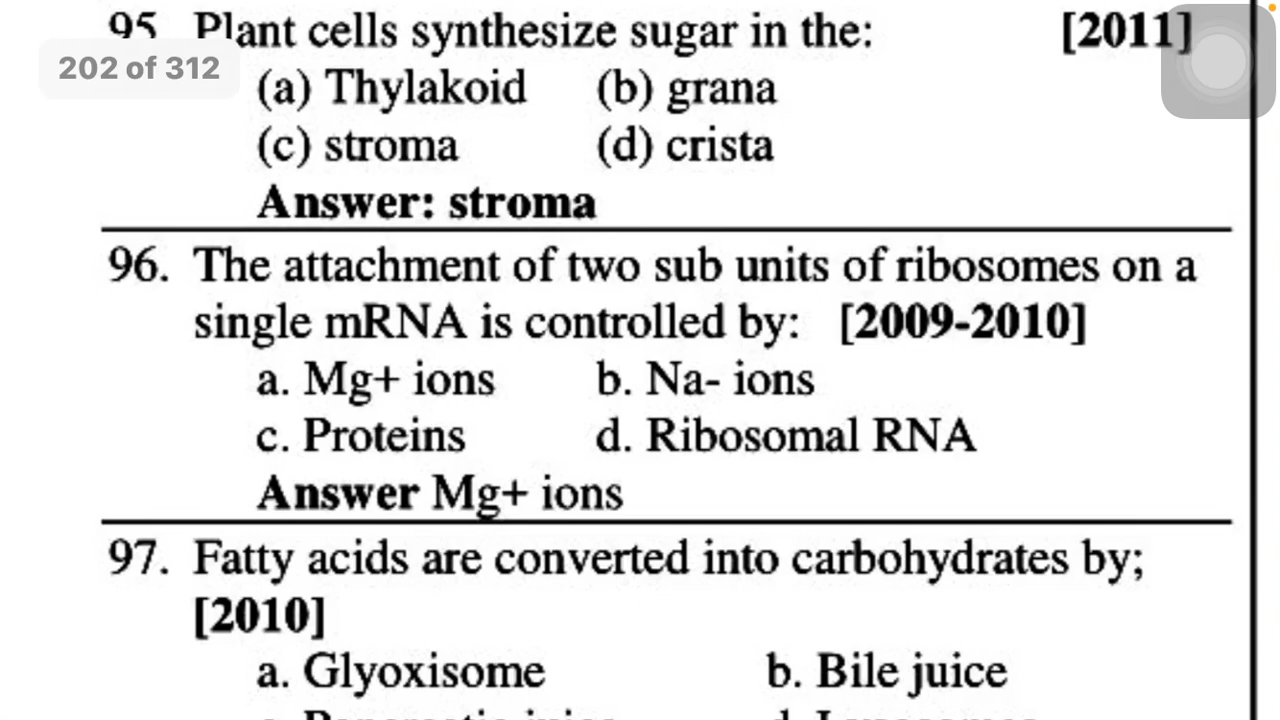 95 Plant cells synthesize sugar in the: [2011]
202 of 312
(a) Thylakoid (b) grana
(c) stroma (d) crista
Answer: stroma
96. The attachment of two sub units of ribosomes on a
single mRNA is controlled by: [2009-2010]
a. Mg+ ions b. Na- ions
c. Proteins d. Ribosomal RNA
Answer Mg+ ions
97. Fatty acids are converted into carbohydrates by;
[2010]
a. Glyoxisome b. Bile juice